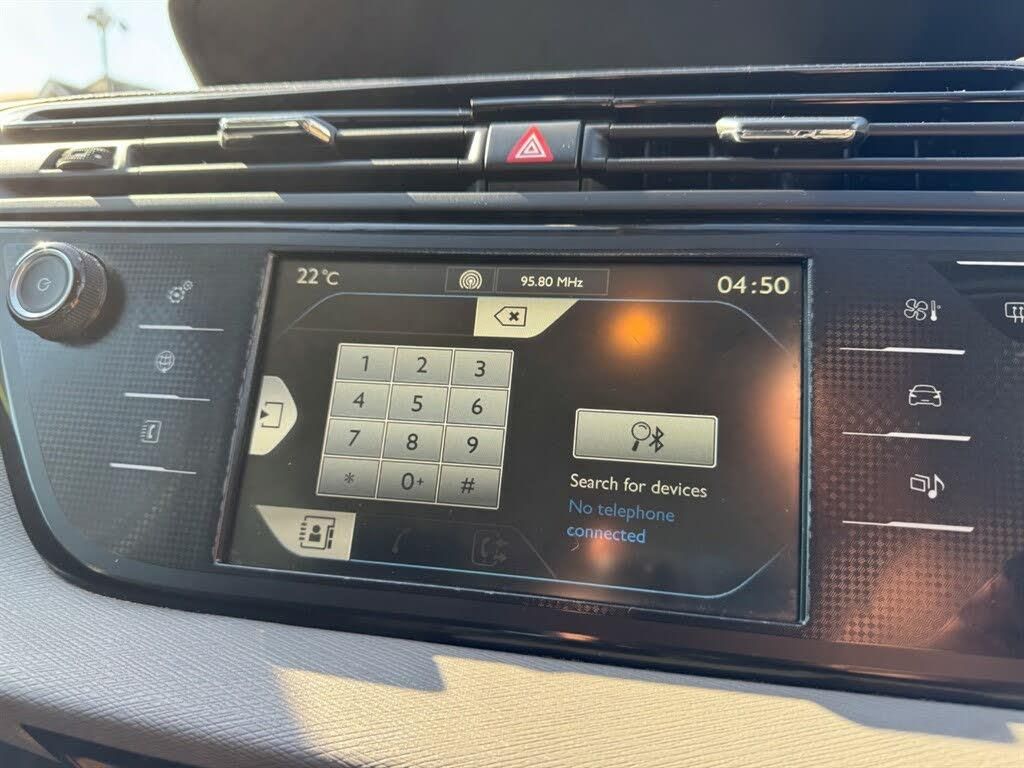 22°C
95.80 MHz
04:50
1 2 3
4 5 6
7 8 9
* 0+ #
Search for devices
No telephone
connected